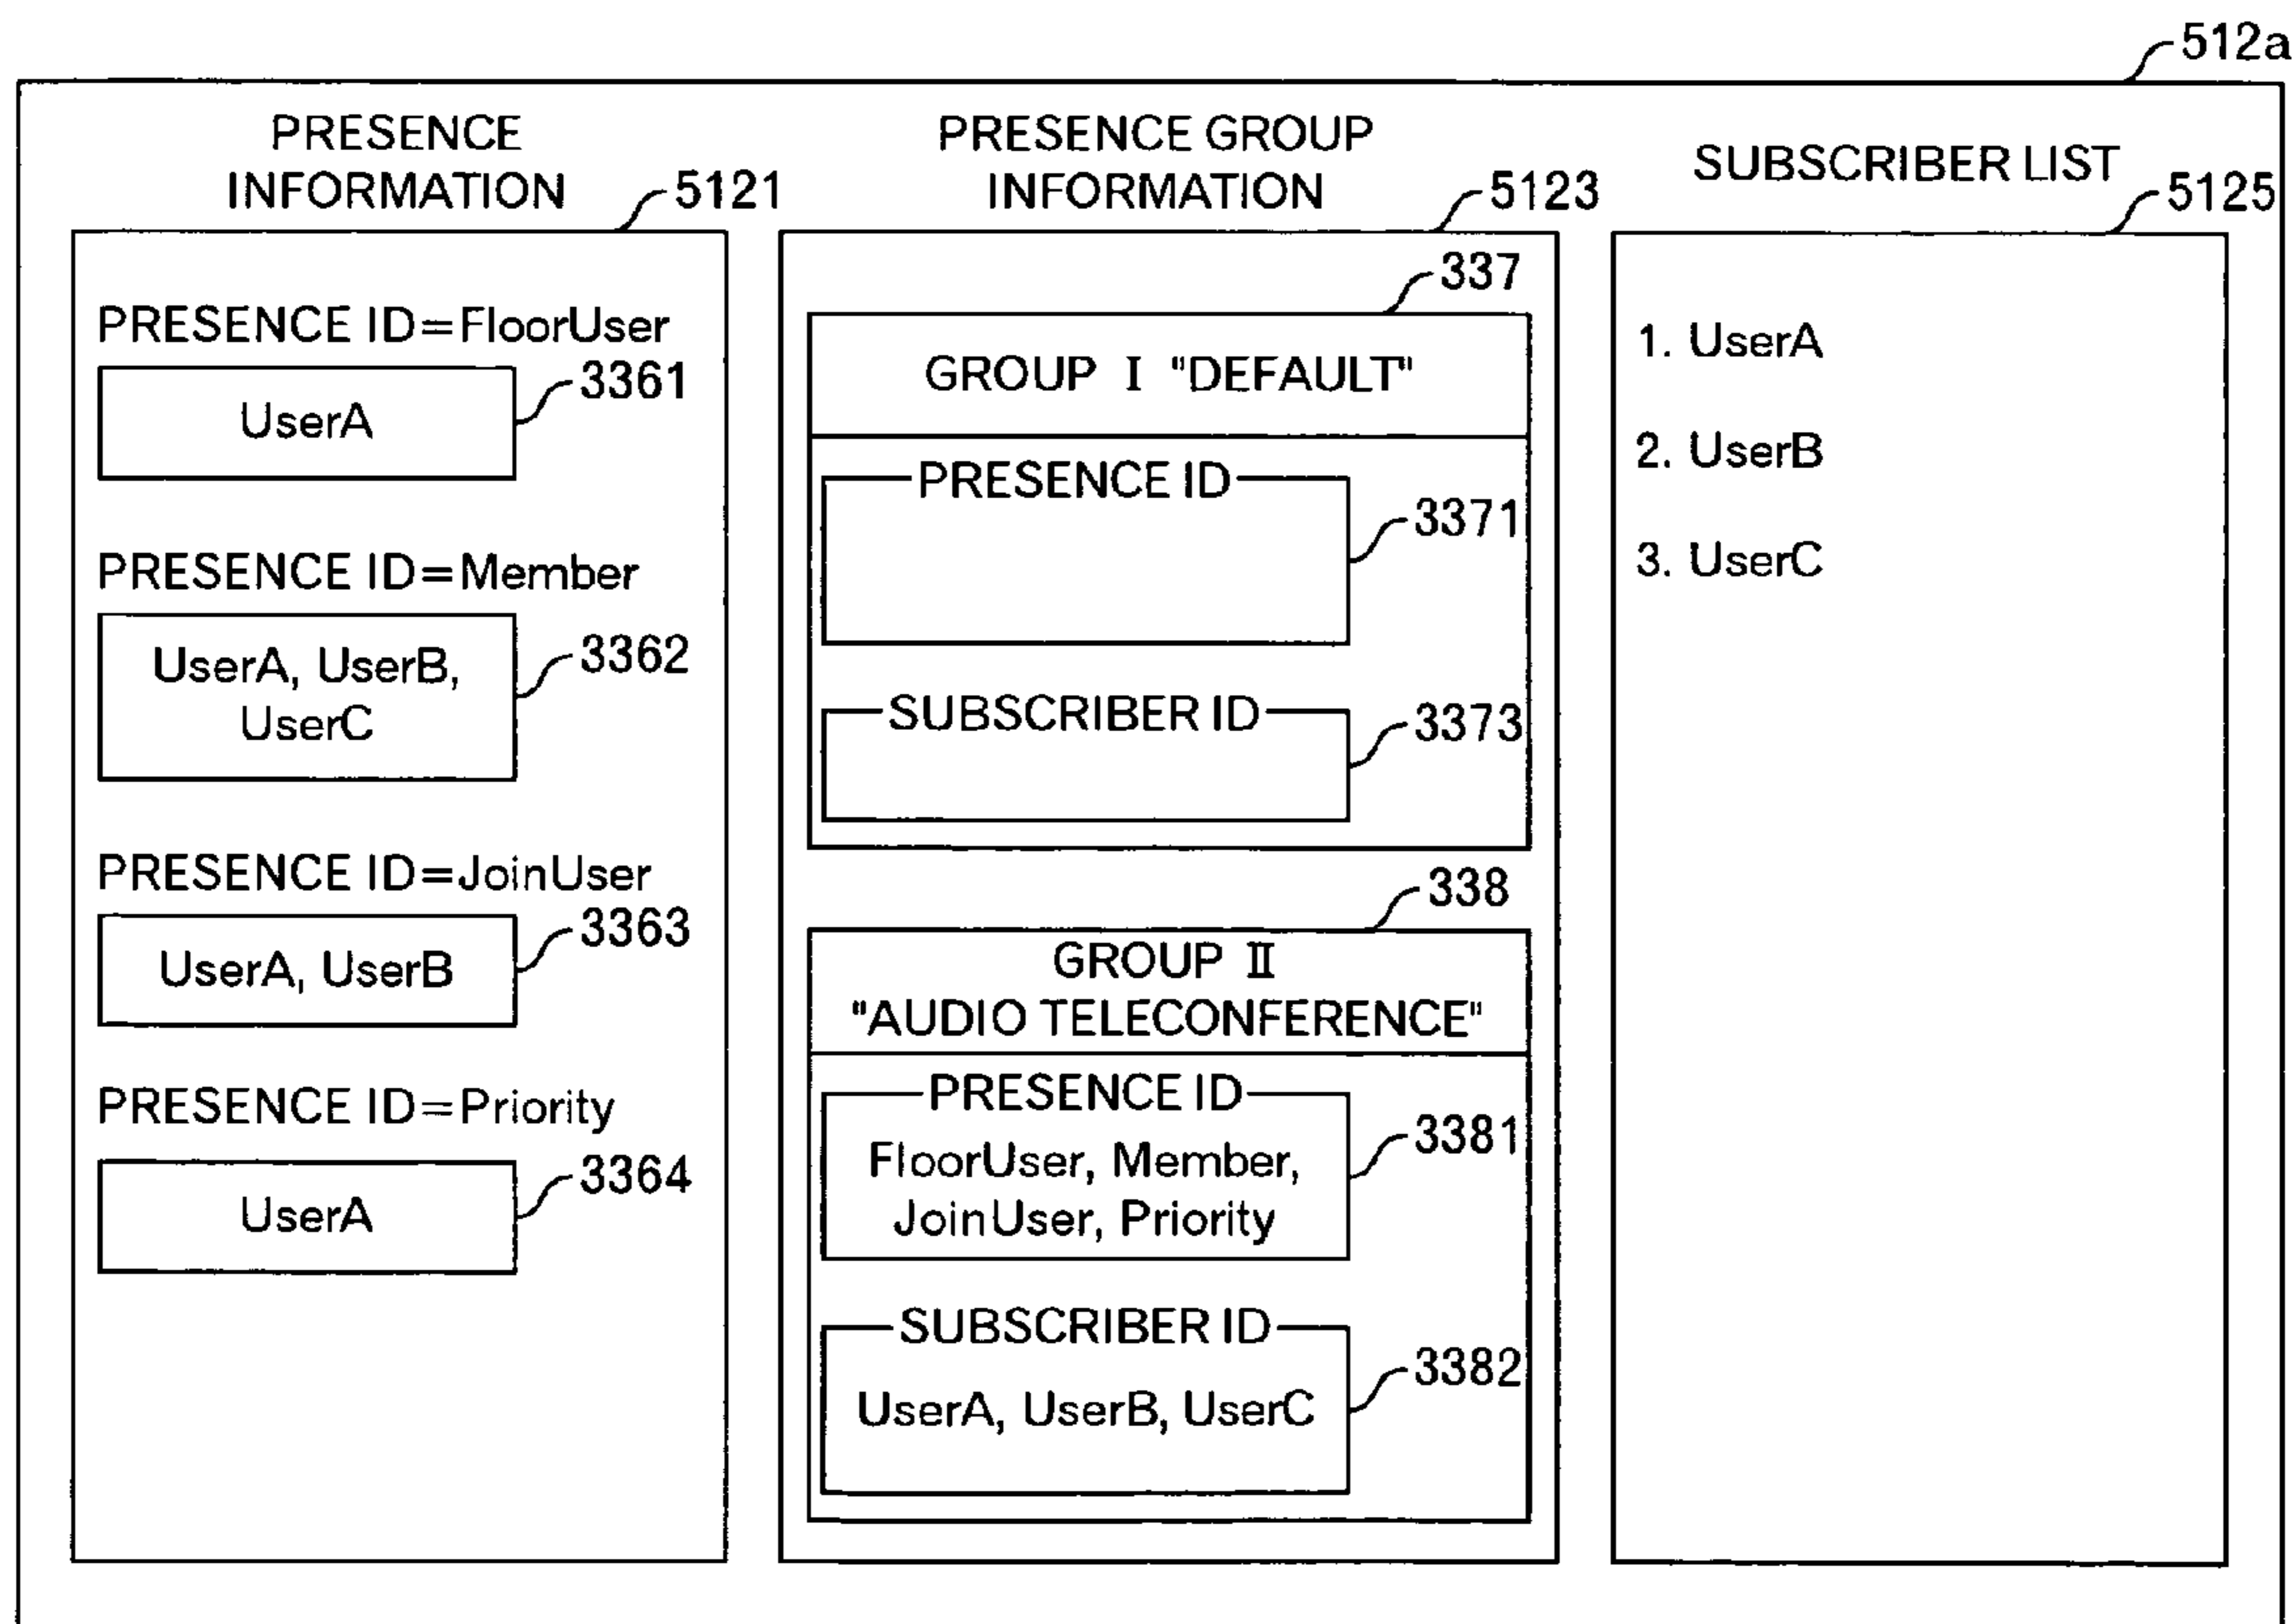 512a
PRESENCE
INFORMATION
5121
PRESENCE ID=FloorUser
3361
UserA
PRESENCE ID=Member
3362
UserA, UserB,
UserC
PRESENCE ID=JoinUser
3363
UserA, UserB
PRESENCE ID=Priority
3364
UserA
PRESENCE GROUP
INFORMATION
5123
337
GROUP I "DEFAULT"
PRESENCE ID
3371
SUBSCRIBER ID
3373
338
GROUP II
"AUDIO TELECONFERENCE"
PRESENCE ID
3381
FloorUser, Member,
JoinUser, Priority
SUBSCRIBER ID
3382
UserA, UserB, UserC
SUBSCRIBER LIST
5125
1. UserA
2. UserB
3. UserC